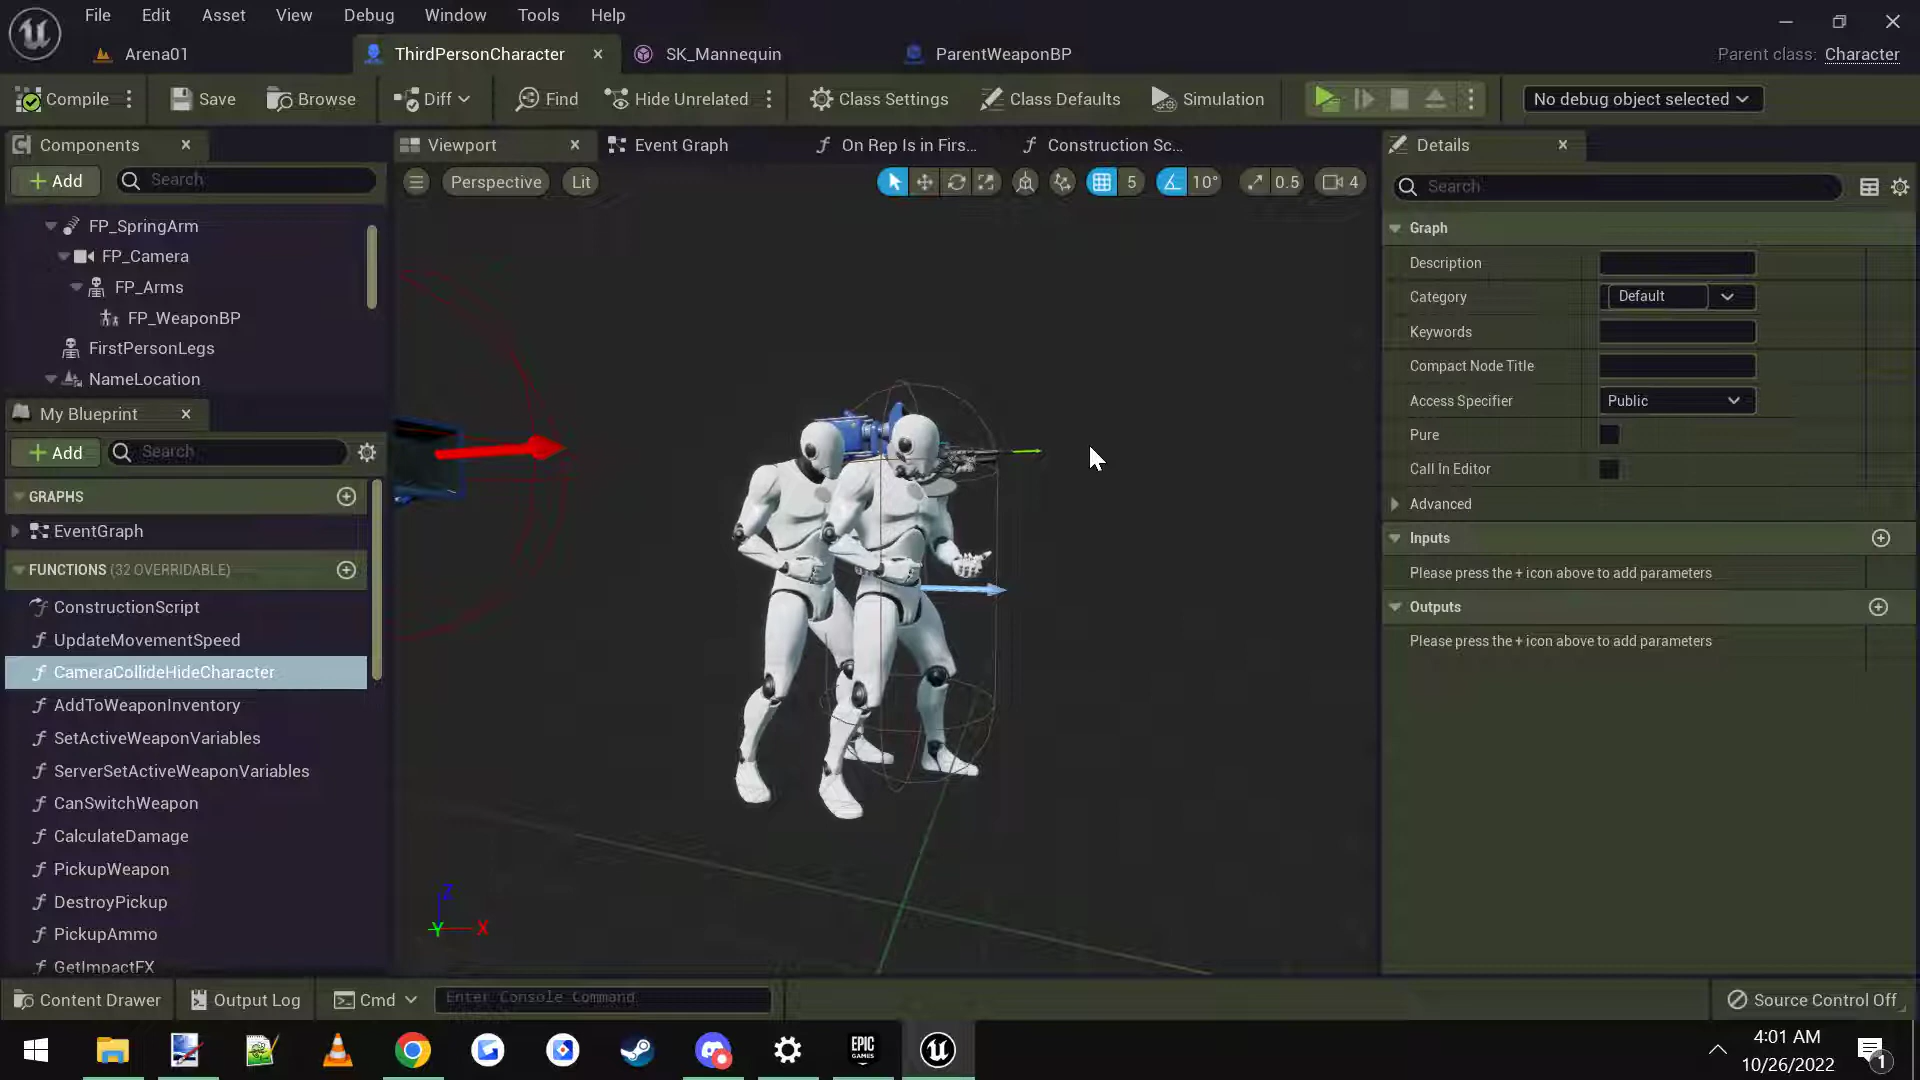 File Edit Asset View Debug Window Tools Help
Arena01
ThirdPersonCharacter
SK_Mannequin
ParentWeaponBP
Parent class: Character
Compile
Save
Browse
Diff
Find
Hide Unrelated
Class Settings
Class Defaults
Simulation
No debug object selected
Components
Add
Search
FP_SpringArm
FP_Camera
FP_Arms
FP_WeaponBP
FirstPersonLegs
NameLocation
My Blueprint
Add
Search
GRAPHS
EventGraph
FUNCTIONS (32 OVERRIDABLE)
ConstructionScript
UpdateMovementSpeed
CameraCollideHideCharacter
AddToWeaponInventory
SetActiveWeaponVariables
ServerSetActiveWeaponVariables
CanSwitchWeapon
CalculateDamage
PickupWeapon
DestroyPickup
PickupAmmo
GetImpactFX
Viewport
Event Graph
On Rep Is in Firs...
Construction Sc...
Perspective
Lit
5
10°
0.5
4
Z
Y
X
Details
Search
Graph
Description
Category
Default
Keywords
Compact Node Title
Access Specifier
Public
Pure
Call In Editor
Advanced
Inputs
Please press the + icon above to add parameters
Outputs
Please press the + icon above to add parameters
Content Drawer
Output Log
Cmd
Enter Console Command
Source Control Off
EPIC
GAMES
4:01 AM
10/26/2022
1